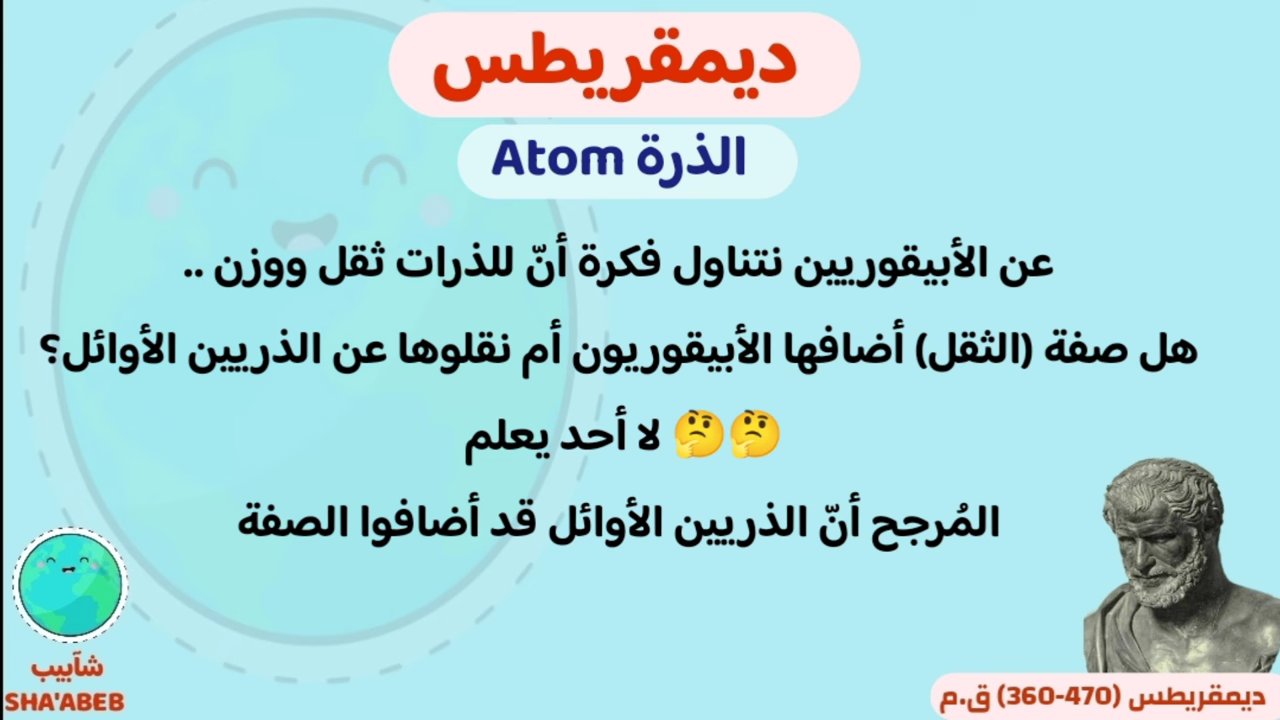 ديمقريطس
الذرة Atom
عن الأبيقوريين نتناول فكرة أنّ للذرات ثقل ووزن ..
هل صفة (الثقل) أضافها الأبيقوريون أم نقلوها عن الذريين الأوائل؟
🤔🤔 لا أحد يعلم
المُرجح أنّ الذريين الأوائل قد أضافوا الصفة
شآبيب
SHA'ABEB
ديمقريطس (470-360) ق.م